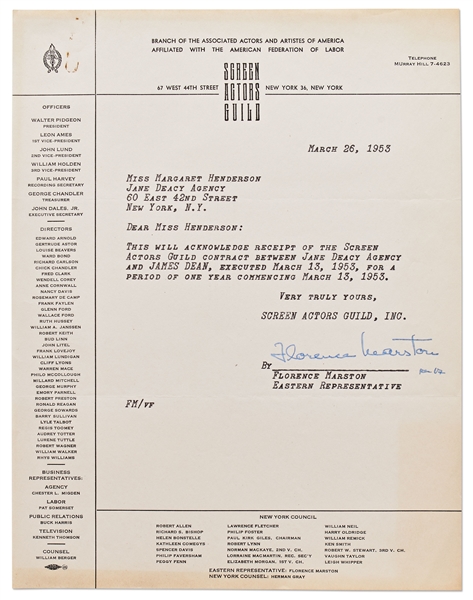 BRANCH OF THE ASSOCIATED ACTORS AND ARTISTES OF AMERICA
AFFILIATED WITH THE AMERICAN FEDERATION OF LABOR
TELEPHONE
MURRAY HILL 7-4623
SCREEN
ACTORS
GUILD
67 WEST 44TH STREET
NEW YORK 36, NEW YORK
MARCH 26, 1953
MISS MARGARET HENDERSON
JANE DEACY AGENCY
60 EAST 42ND STREET
NEW YORK, N.Y.
DEAR MISS HENDERSON:
THIS WILL ACKNOWLEDGE RECEIPT OF THE SCREEN
ACTORS GUILD CONTRACT BETWEEN JANE DEACY AGENCY
AND JAMES DEAN, EXECUTED MARCH 13, 1953, FOR A
PERIOD OF ONE YEAR COMMENCING MARCH 13, 1953.
VERY TRULY YOURS,
SCREEN ACTORS GUILD, INC.
Florence Marston
BY
FLORENCE MARSTON
EASTERN REPRESENTATIVE
FM/VF
OFFICERS
WALTER PIDGEON
PRESIDENT
LEON AMES
1ST VICE-PRESIDENT
JOHN LUND
2ND VICE-PRESIDENT
WILLIAM HOLDEN
3RD VICE-PRESIDENT
PAUL HARVEY
RECORDING SECRETARY
GEORGE CHANDLER
TREASURER
JOHN DALES, JR.
EXECUTIVE SECRETARY
DIRECTORS
EDWARD ARNOLD
GERTRUDE ASTOR
LOUISE BEAVERS
WARD BOND
RICHARD CARLSON
CHICK CHANDLER
FRED CLARK
WENDELL COREY
ANNE CORNWALL
NANCY DAVIS
ROSEMARY DE CAMP
FRANK FAYLEN
GLENN FORD
WALLACE FORD
RUTH HUSSEY
WILLIAM A. JANSSEN
ROBERT KEITH
BUD LINN
JOHN LITEL
FRANK LOVEJOY
WILLIAM LUNDIGAN
CLIFF LYONS
WARREN MACE
PHILO MCCOLLOUGH
MILLARD MITCHELL
GEORGE MURPHY
EMORY PARNELL
ROBERT PRESTON
RONALD REAGAN
GEORGE SOWARDS
BARRY SULLIVAN
LYLE TALBOT
REGIS TOOMEY
AUDREY TOTTER
LURENE TUTTLE
ROBERT WAGNER
WILLIAM WALKER
RHYS WILLIAMS
BUSINESS
REPRESENTATIVES:
AGENCY
CHESTER L. MIGDEN
LABOR
PAT SOMERSET
PUBLIC RELATIONS
BUCK HARRIS
TELEVISION
KENNETH THOMSON
COUNSEL
WILLIAM BERGER
NEW YORK COUNCIL
ROBERT ALLEN
RICHARD S. BISHOP
HELEN BONSTELLE
KATHLEEN COMEGYS
SPENCER DAVIS
PHILIP FAVERSHAM
PEGGY FENN
LAWRENCE FLETCHER
PHILIP FOSTER
PAUL KIRK GILES, CHAIRMAN
ROBERT LYNN
NORMAN MACKAYE, 2ND V. CH.
LORRAINE MACMARTIN, REC. SEC'Y
ELIZABETH MORGAN, 1ST V. CH.
WILLIAM NEIL
HARRY OLDRIDGE
WILLIAM REMICK
KEN SMITH
ROBERT W. STEWART, 3RD V. CH.
VAUGHN TAYLOR
LEIGH WHIPPER
EASTERN REPRESENTATIVE: FLORENCE MARSTON
NEW YORK COUNSEL: HERMAN GRAY